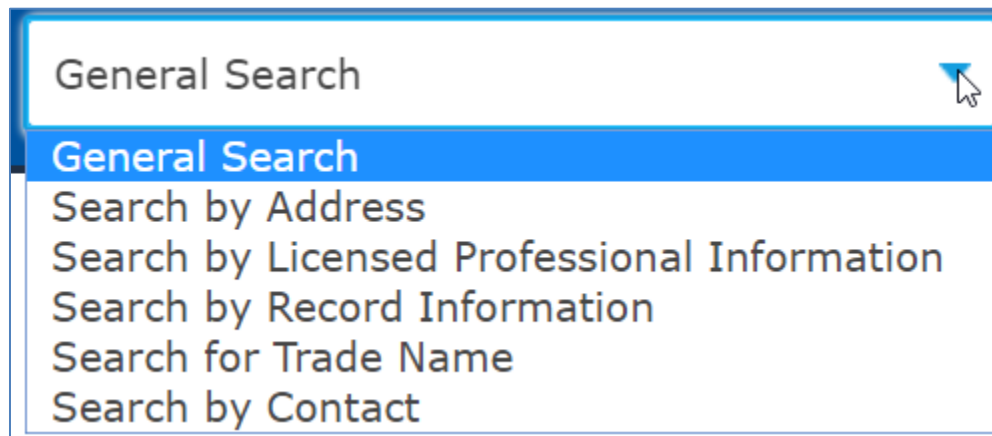 General Search
General Search
Search by Address
Search by Licensed Professional Information
Search by Record Information
Search for Trade Name
Search by Contact